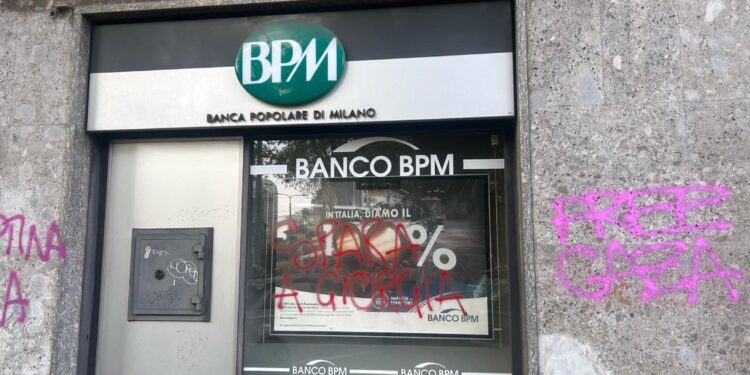 BPM
BANCA POPOLARE DI MILANO
BANCO BPM
IN ITALIA, DIAMO IL
%
SPARA
A GIORGIA
BANCO BPM
BANCO BPM
BANCO BPM
TINA
A
FREE
GAZA